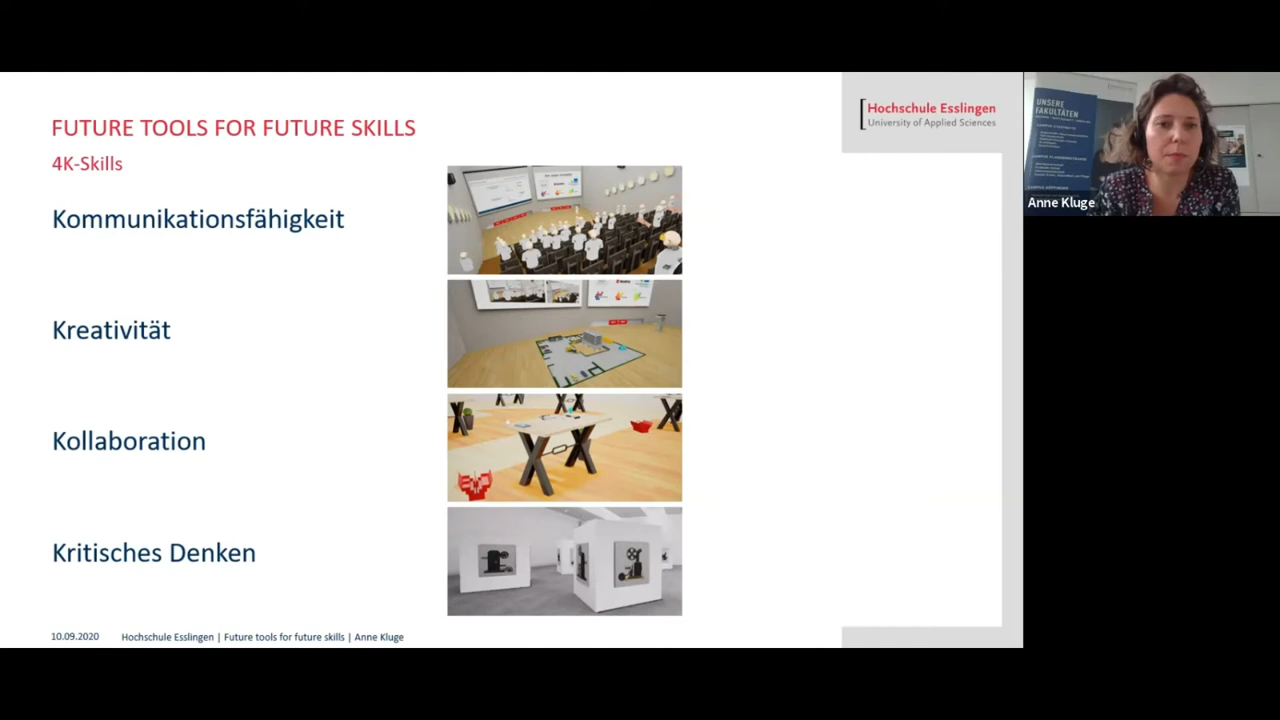 FUTURE TOOLS FOR FUTURE SKILLS
4K-Skills
Kommunikationsfähigkeit
Kreativität
Kollaboration
Kritisches Denken
10.09.2020 Hochschule Esslingen | Future tools for future skills | Anne Kluge
Hochschule Esslingen
University of Applied Sciences
UNSERE
FAKULTÄTEN
Anne Kluge